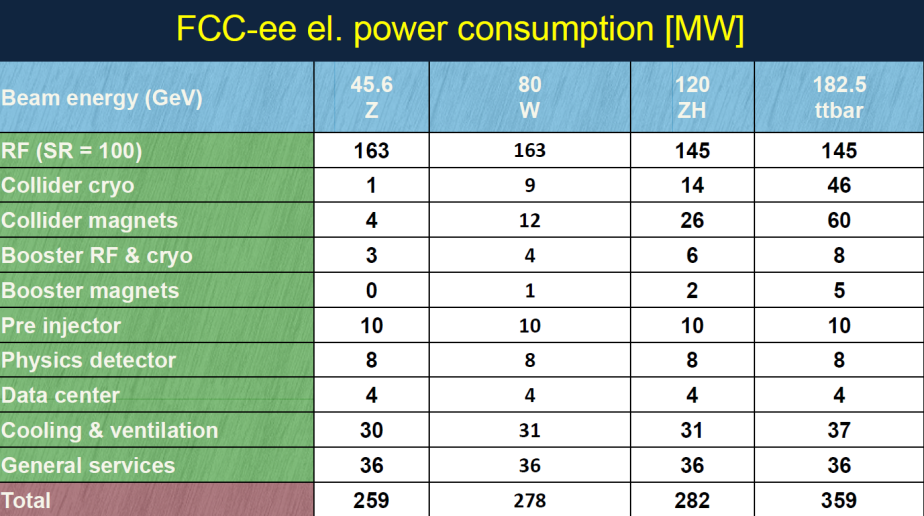 FCC-ee el. power consumption [MW]
Beam energy (GeV) 45.6 Z 80 W 120 ZH 182.5 ttbar
RF (SR = 100) 163 163 145 145
Collider cryo 1 9 14 46
Collider magnets 4 12 26 60
Booster RF & cryo 3 4 6 8
Booster magnets 0 1 2 5
Pre injector 10 10 10 10
Physics detector 8 8 8 8
Data center 4 4 4 4
Cooling & ventilation 30 31 31 37
General services 36 36 36 36
Total 259 278 282 359